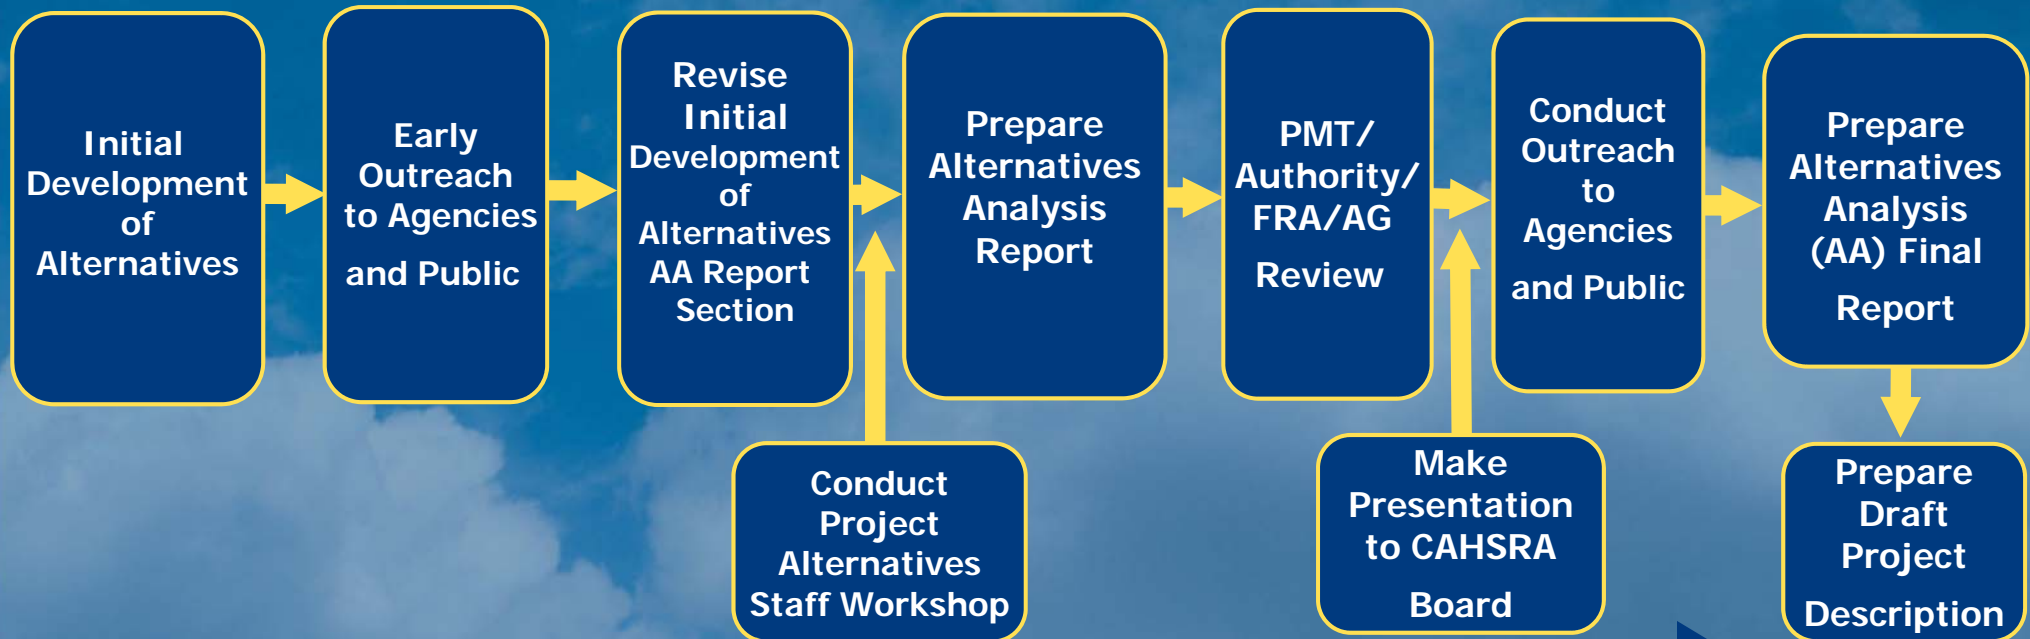 Initial
Development
of
Alternatives
Early
Outreach
to Agencies
and Public
Revise
Initial
Development
of
Alternatives
AA Report
Section
Prepare
Alternatives
Analysis
Report
PMT/
Authority/
FRA/AG
Review
Conduct
Outreach
to
Agencies
and Public
Prepare
Alternatives
Analysis
(AA) Final
Report
Conduct
Project
Alternatives
Staff Workshop
Make
Presentation
to CAHSRA
Board
Prepare
Draft
Project
Description